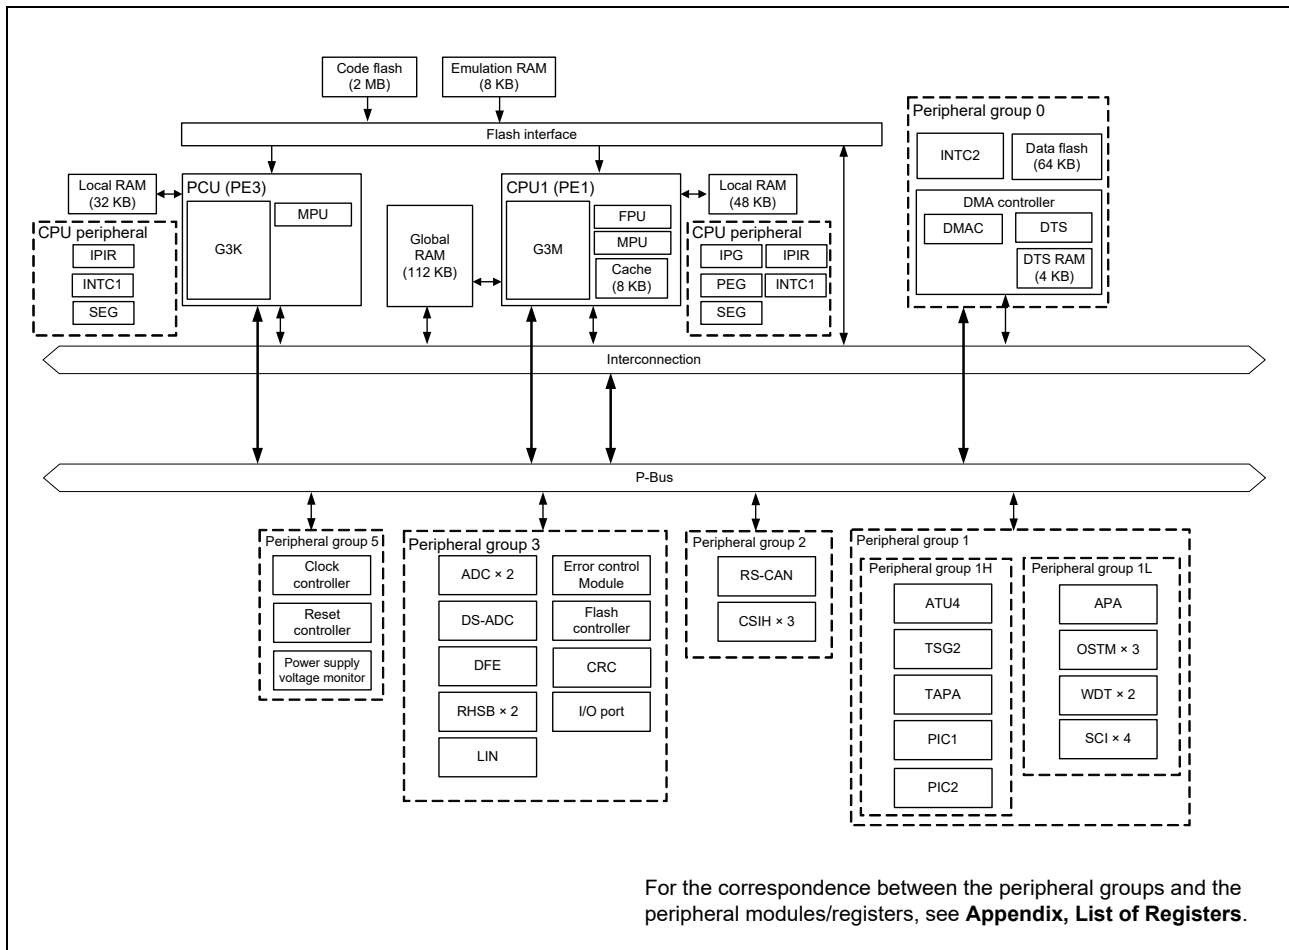 Code flash
(2 MB)
Emulation RAM
(8 KB)
Flash interface
Local RAM
(32 KB)
PCU (PE3)
G3K
MPU
CPU peripheral
IPIR
INTC1
SEG
Global
RAM
(112 KB)
CPU1 (PE1)
G3M
FPU
MPU
Cache
(8 KB)
Local RAM
(48 KB)
CPU peripheral
IPG
IPIR
PEG
INTC1
SEG
Peripheral group 0
INTC2
Data flash
(64 KB)
DMA controller
DMAC
DTS
DTS RAM
(4 KB)
Interconnection
P-Bus
Peripheral group 5
Clock
controller
Reset
controller
Power supply
voltage monitor
Peripheral group 3
ADC × 2
Error control
Module
DS-ADC
Flash
controller
DFE
CRC
RHSB × 2
I/O port
LIN
Peripheral group 2
RS-CAN
CSIH × 3
Peripheral group 1
Peripheral group 1H
ATU4
TSG2
TAPA
PIC1
PIC2
Peripheral group 1L
APA
OSTM × 3
WDT × 2
SCI × 4
For the correspondence between the peripheral groups and the
peripheral modules/registers, see Appendix, List of Registers.